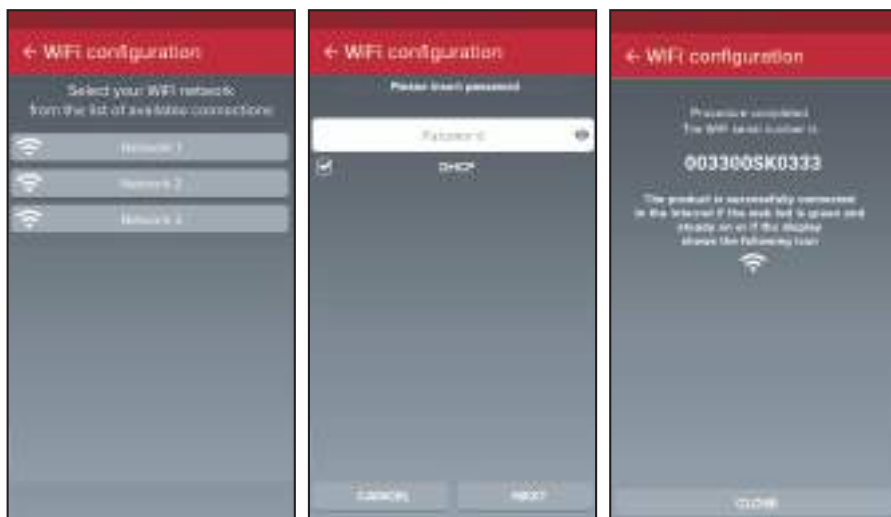 ← WiFi configuration
Select your WiFi network
from the list of available connections
Network 1
Network 2
Network 3
← WiFi configuration
Please insert password
Password
DHCP
CANCEL
NEXT
← WiFi configuration
Procedure completed
The WiFi serial number is
003300SK0333
The product is successfully connected
to the Internet if the web led is green and
steady on or if the display
shows the following icon
CLOSE